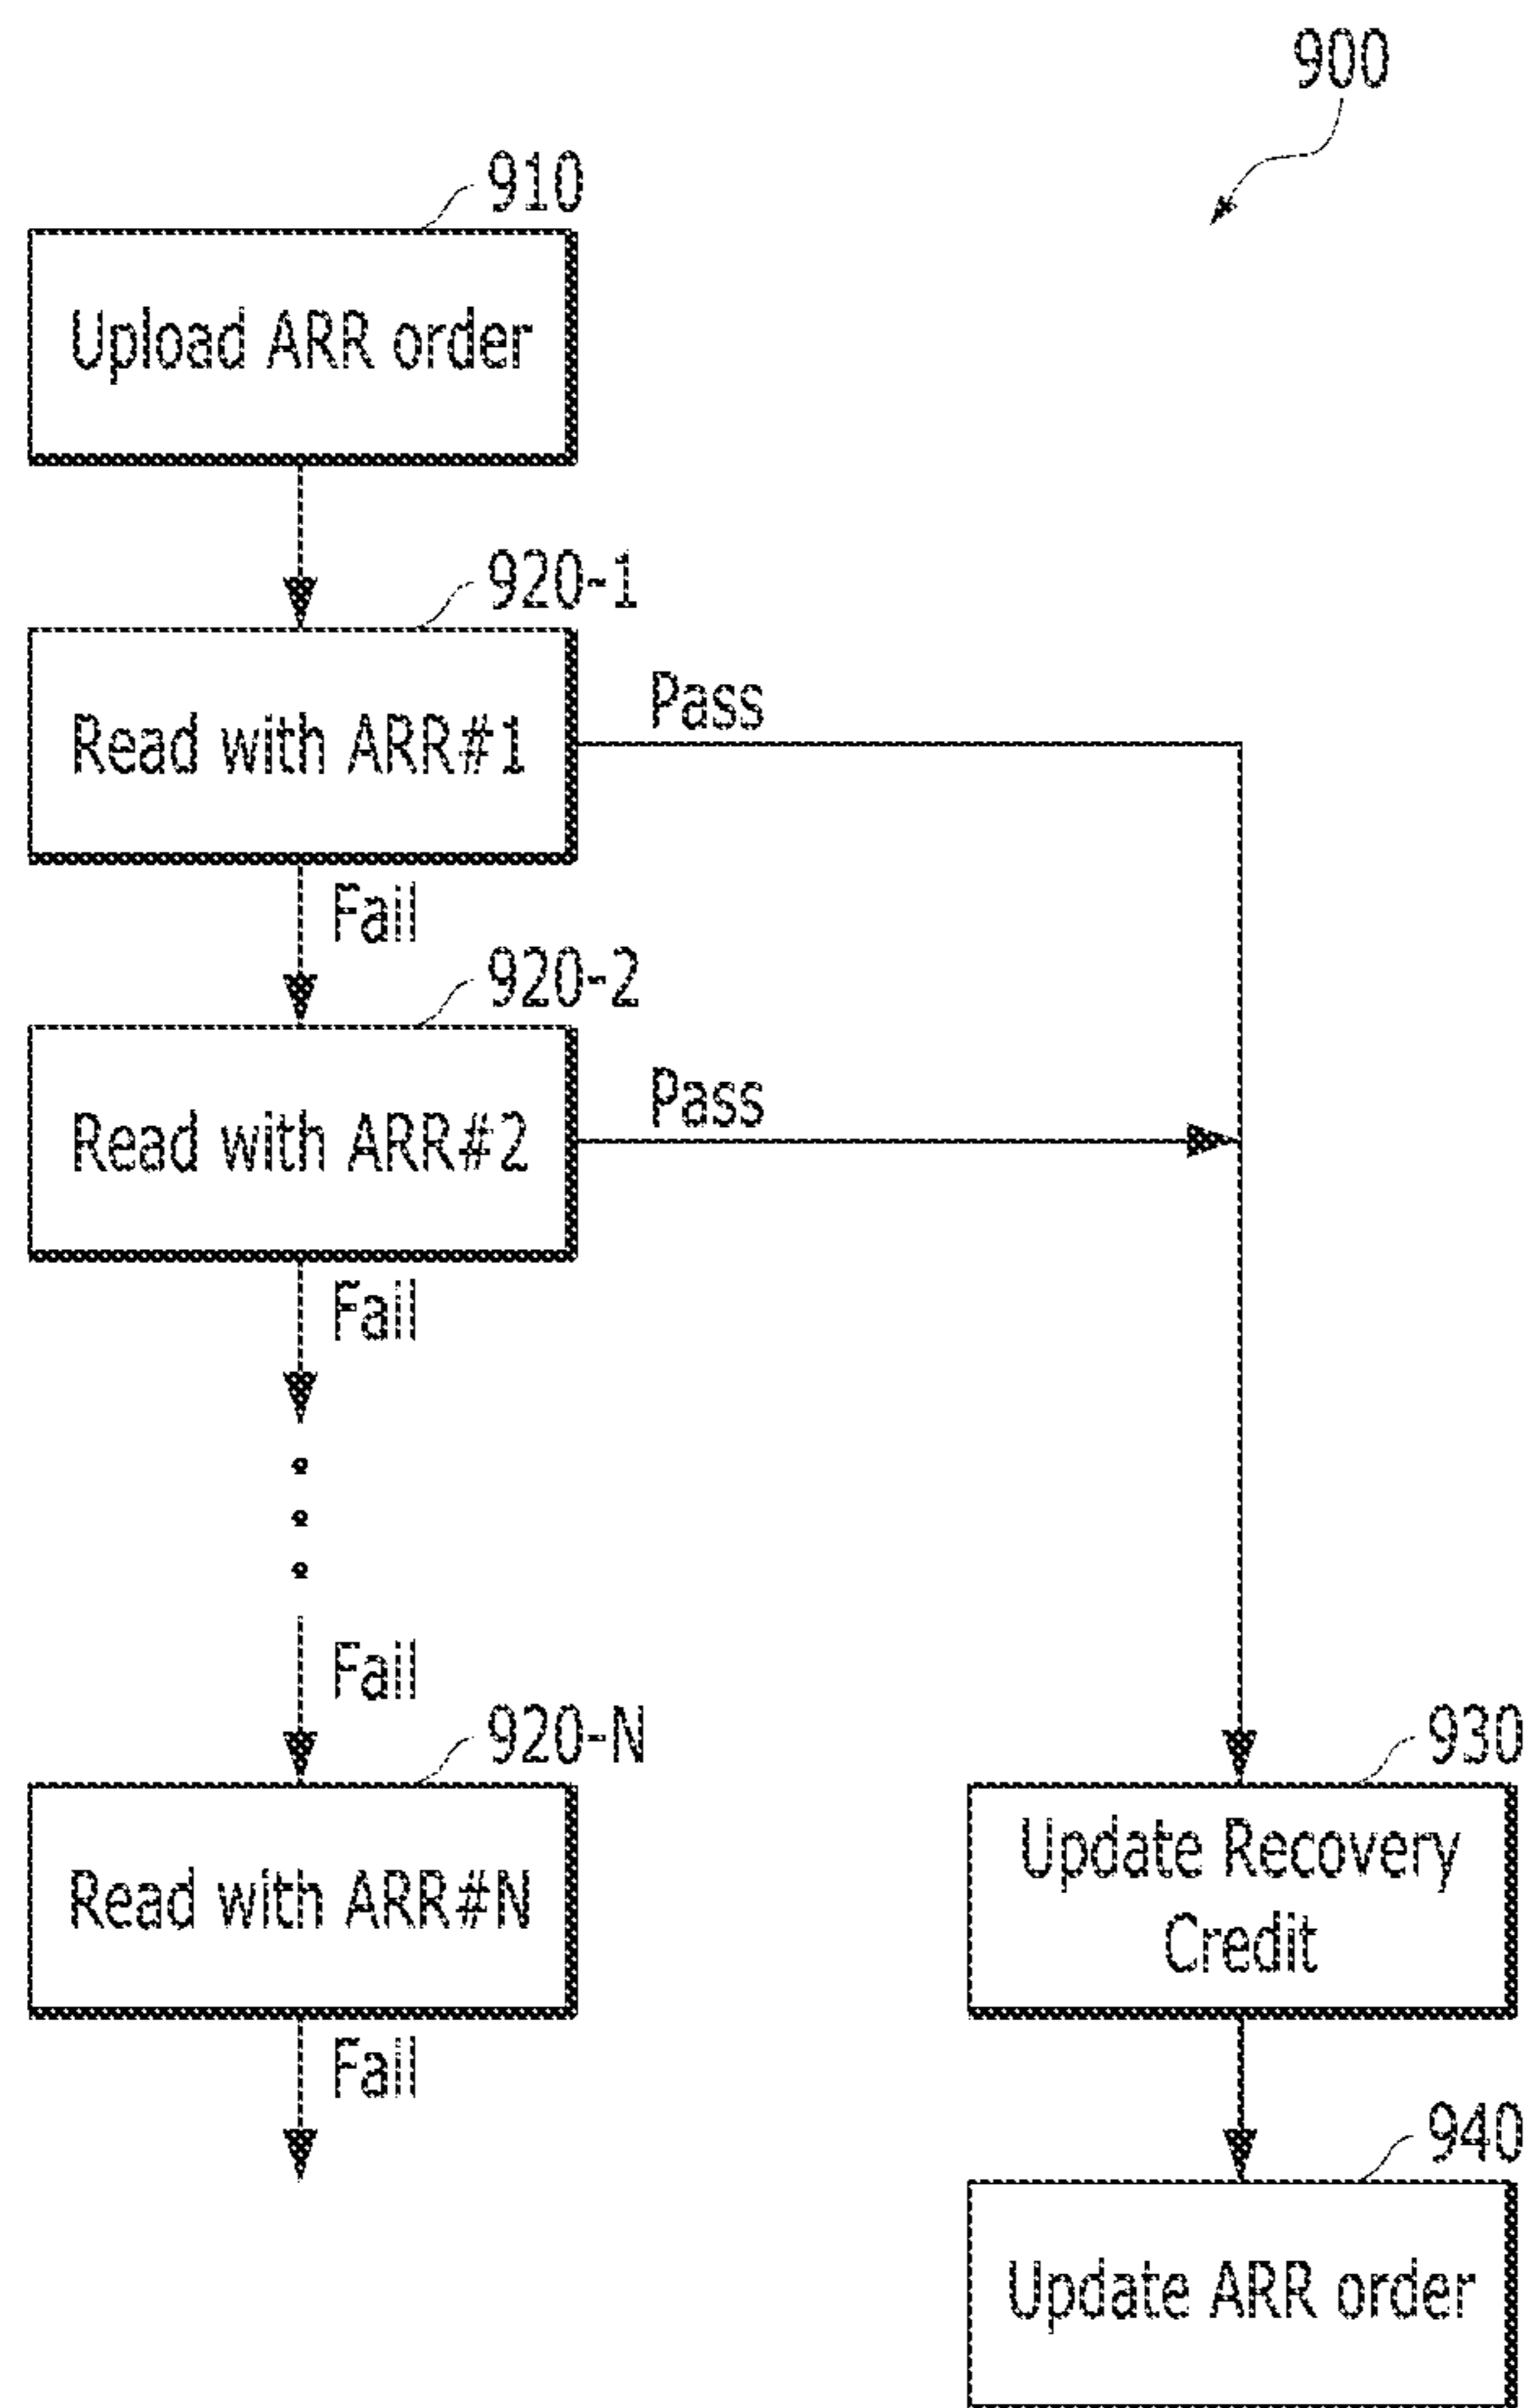 900
910
Upload ARR order
920-1
Read with ARR#1
Pass
Fail
920-2
Read with ARR#2
Pass
Fail
Fail
920-N
Read with ARR#N
Fail
930
Update Recovery
Credit
940
Update ARR order